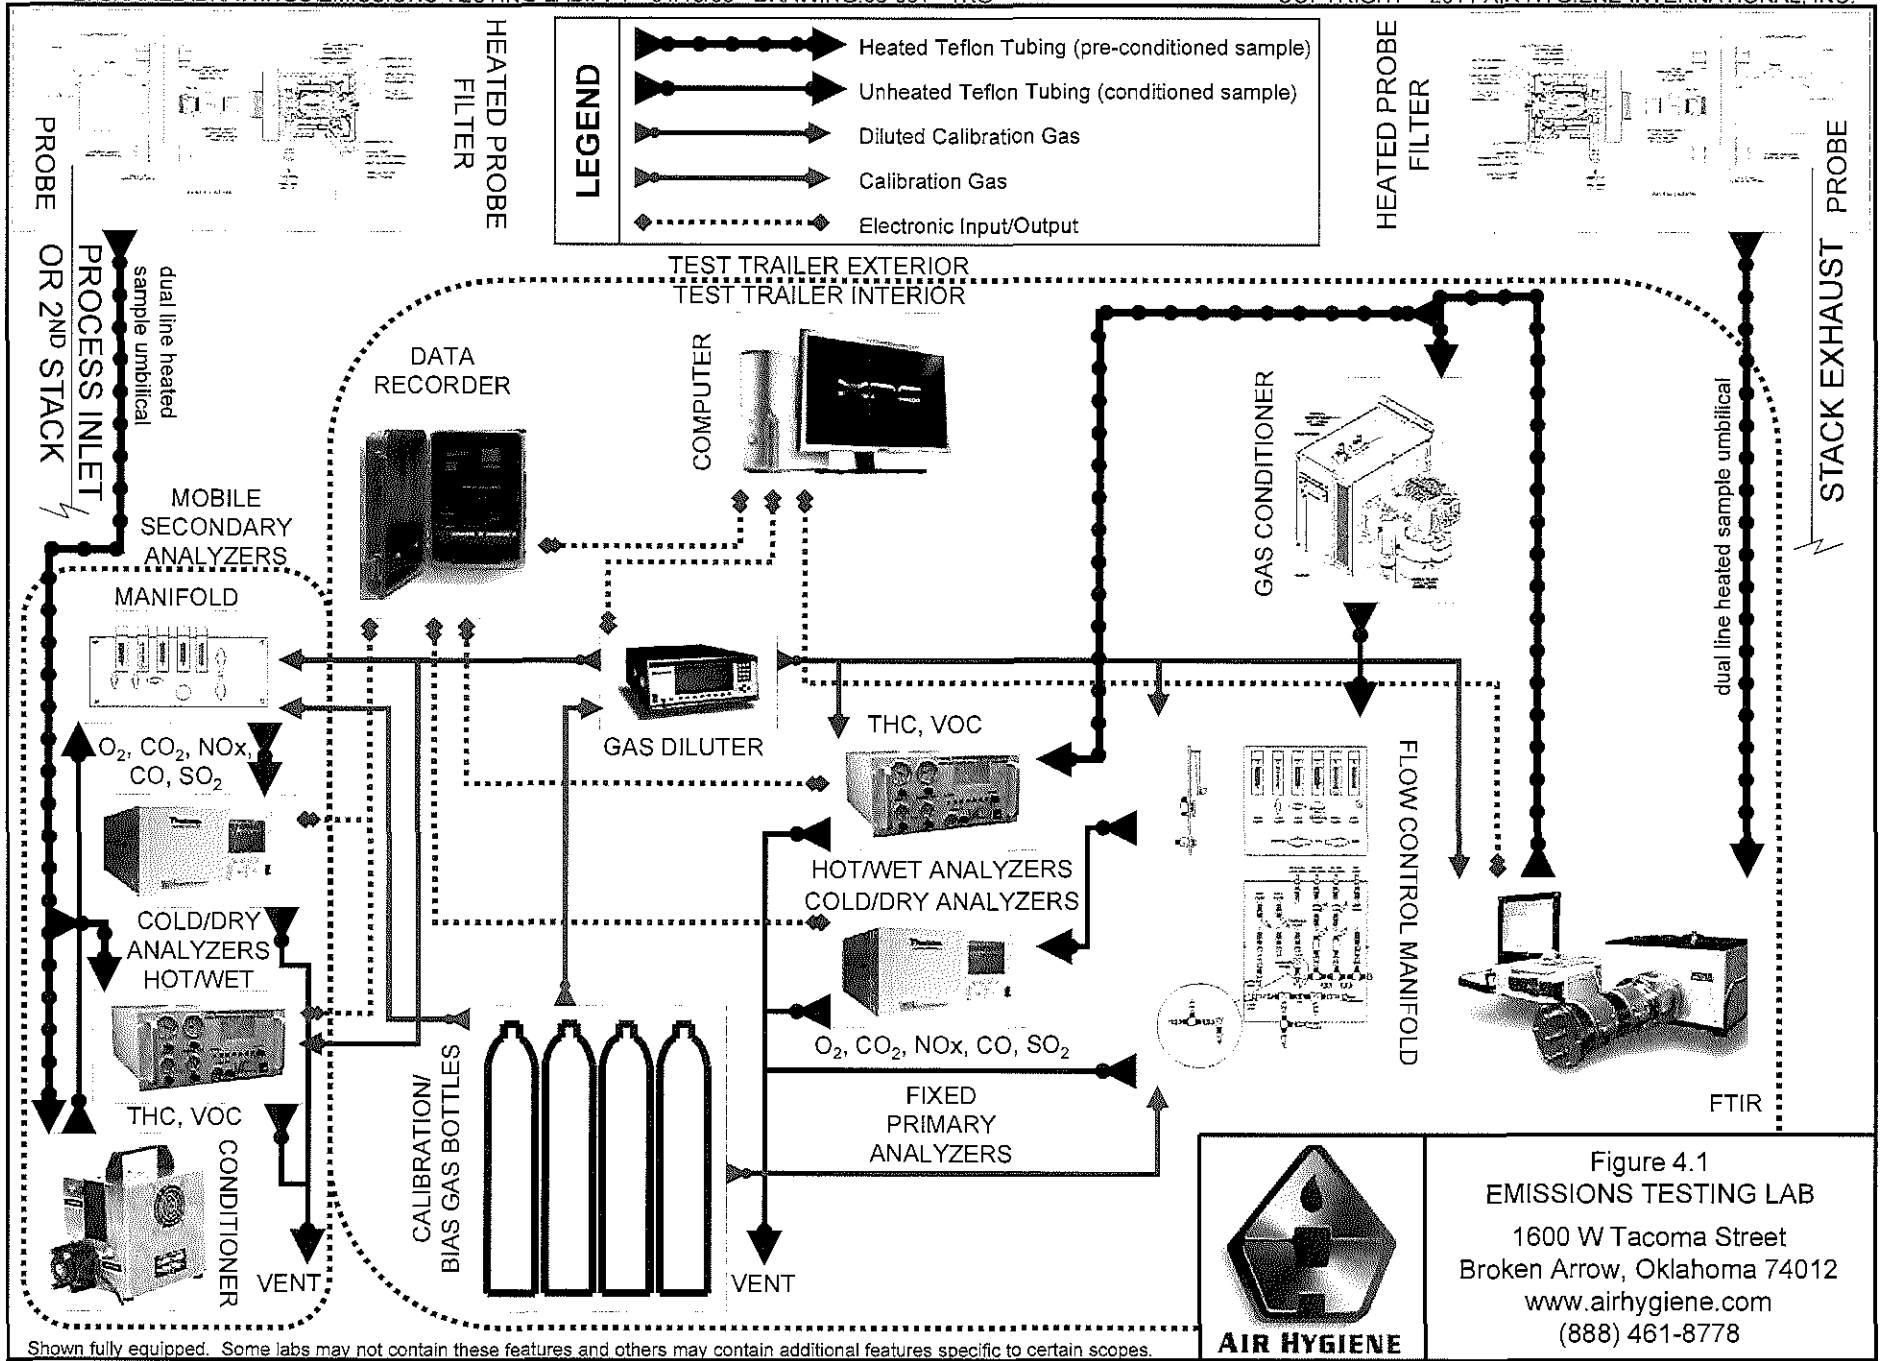 HEATED PROBE
FILTER
PROBE
LEGEND
Heated Teflon Tubing (pre-conditioned sample)
Unheated Teflon Tubing (conditioned sample)
Diluted Calibration Gas
Calibration Gas
Electronic Input/Output
HEATED PROBE
FILTER
PROBE
PROCESS INLET
OR 2ND STACK
dual line heated
sample umbilical
TEST TRAILER EXTERIOR
TEST TRAILER INTERIOR
STACK EXHAUST
dual line heated sample umbilical
DATA
RECORDER
COMPUTER
GAS CONDITIONER
MOBILE
SECONDARY
ANALYZERS
MANIFOLD
O2, CO2, NOx,
CO, SO2
COLD/DRY
ANALYZERS
HOT/WET
THC, VOC
CONDITIONER
VENT
GAS DILUTER
THC, VOC
HOT/WET ANALYZERS
COLD/DRY ANALYZERS
O2, CO2, NOx, CO, SO2
FIXED
PRIMARY
ANALYZERS
FLOW CONTROL MANIFOLD
CALIBRATION/
BIAS GAS BOTTLES
VENT
FTIR
AIR HYGIENE
Figure 4.1
EMISSIONS TESTING LAB
1600 W Tacoma Street
Broken Arrow, Oklahoma 74012
www.airhygiene.com
(888) 461-8778
Shown fully equipped. Some labs may not contain these features and others may contain additional features specific to certain scopes.